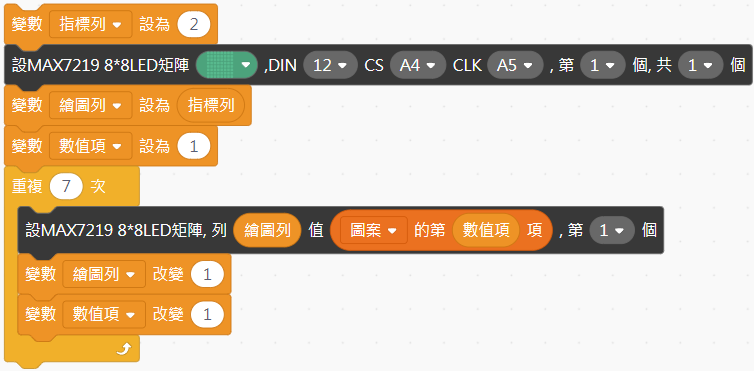 變數 指標列 設為 2
設MAX7219 8*8LED矩陣 ,DIN 12 CS A4 CLK A5 , 第 1 個, 共 1 個
變數 繪圖列 設為 指標列
變數 數值項 設為 1
重複 7 次
設MAX7219 8*8LED矩陣, 列 繪圖列 值 圖案 的第 數值項 項 , 第 1 個
變數 繪圖列 改變 1
變數 數值項 改變 1